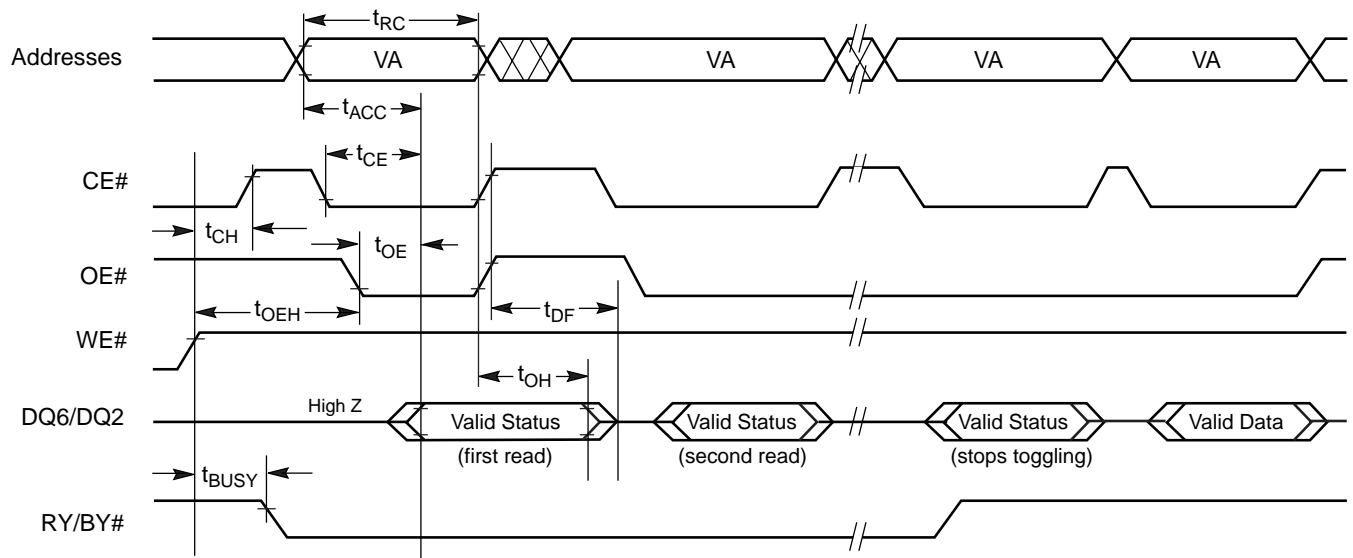 tRC
Addresses VA VA VA VA
tACC
tCE
CE#
tCH tOE
OE#
tOEH tDF
WE#
tOH
DQ6/DQ2 High Z Valid Status Valid Status Valid Status Valid Data
(first read) (second read) (stops toggling)
tBUSY
RY/BY#